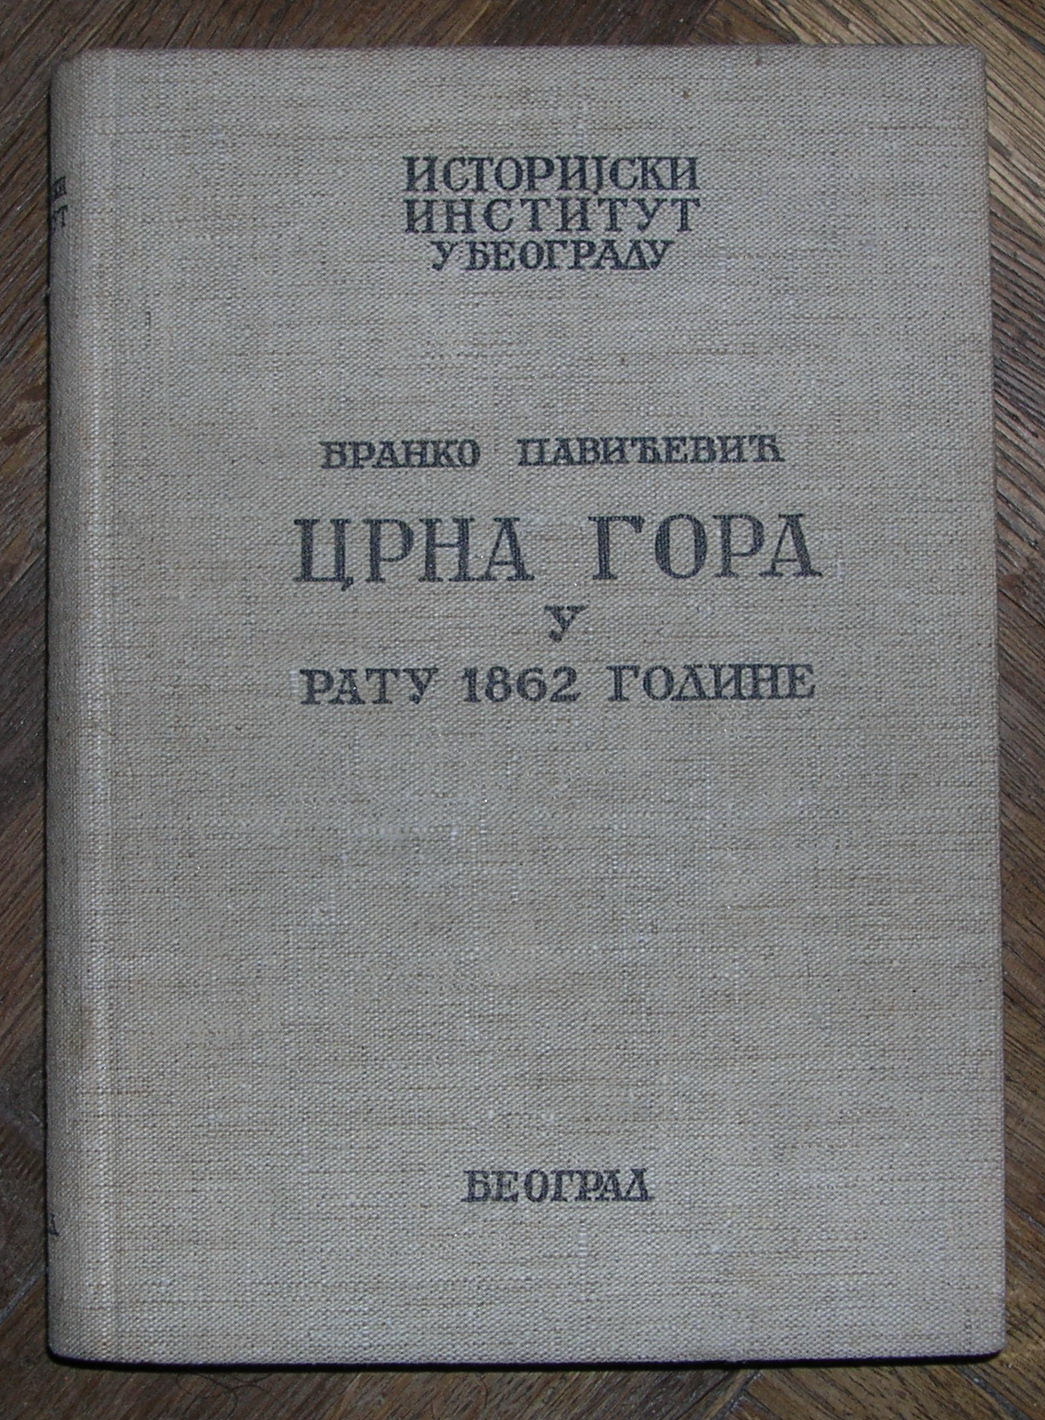 ИСТОРИЈСКИ
ИНСТИТУТ
У БЕОГРАДУ
БРАНКО ПАВИЋЕВИЋ
ЦРНА ГОРА
У
РАТУ 1862 ГОДИНЕ
БЕОГРАД